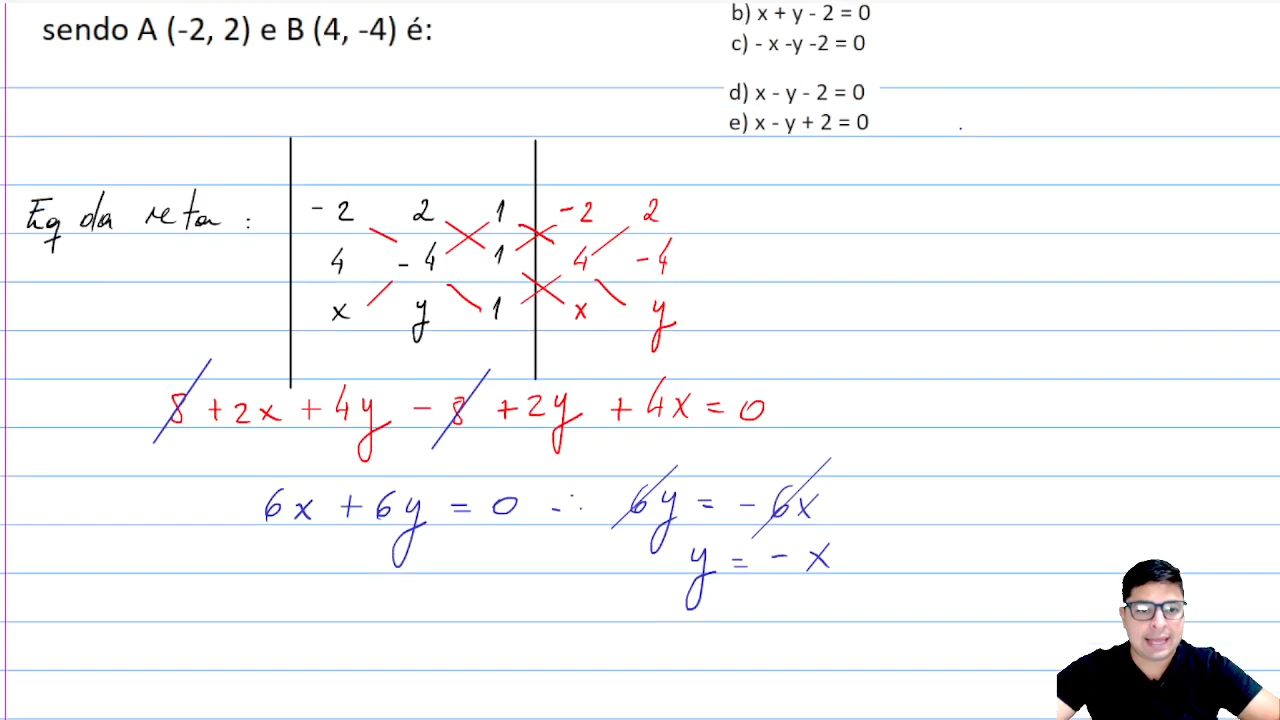 sendo A (-2, 2) e B (4, -4) é:
b) x + y - 2 = 0
c) - x -y -2 = 0
d) x - y - 2 = 0
e) x - y + 2 = 0
Eq da reta :
-2 2 1 -2 2
4 -4 1 4 -4
x y 1 x y
8 + 2x + 4y - 8 + 2y + 4x = 0
6x + 6y = 0 ∴ 6y = - 6x
y = - x